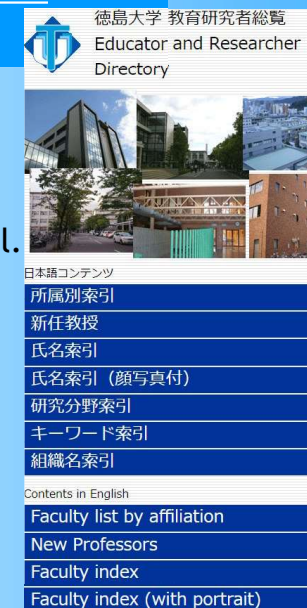 徳島大学 教育研究者総覧
Educator and Researcher
Directory
l.
日本語コンテンツ
所属別索引
新任教授
氏名索引
氏名索引（顔写真付）
研究分野索引
キーワード索引
組織名索引
Contents in English
Faculty list by affiliation
New Professors
Faculty index
Faculty index (with portrait)